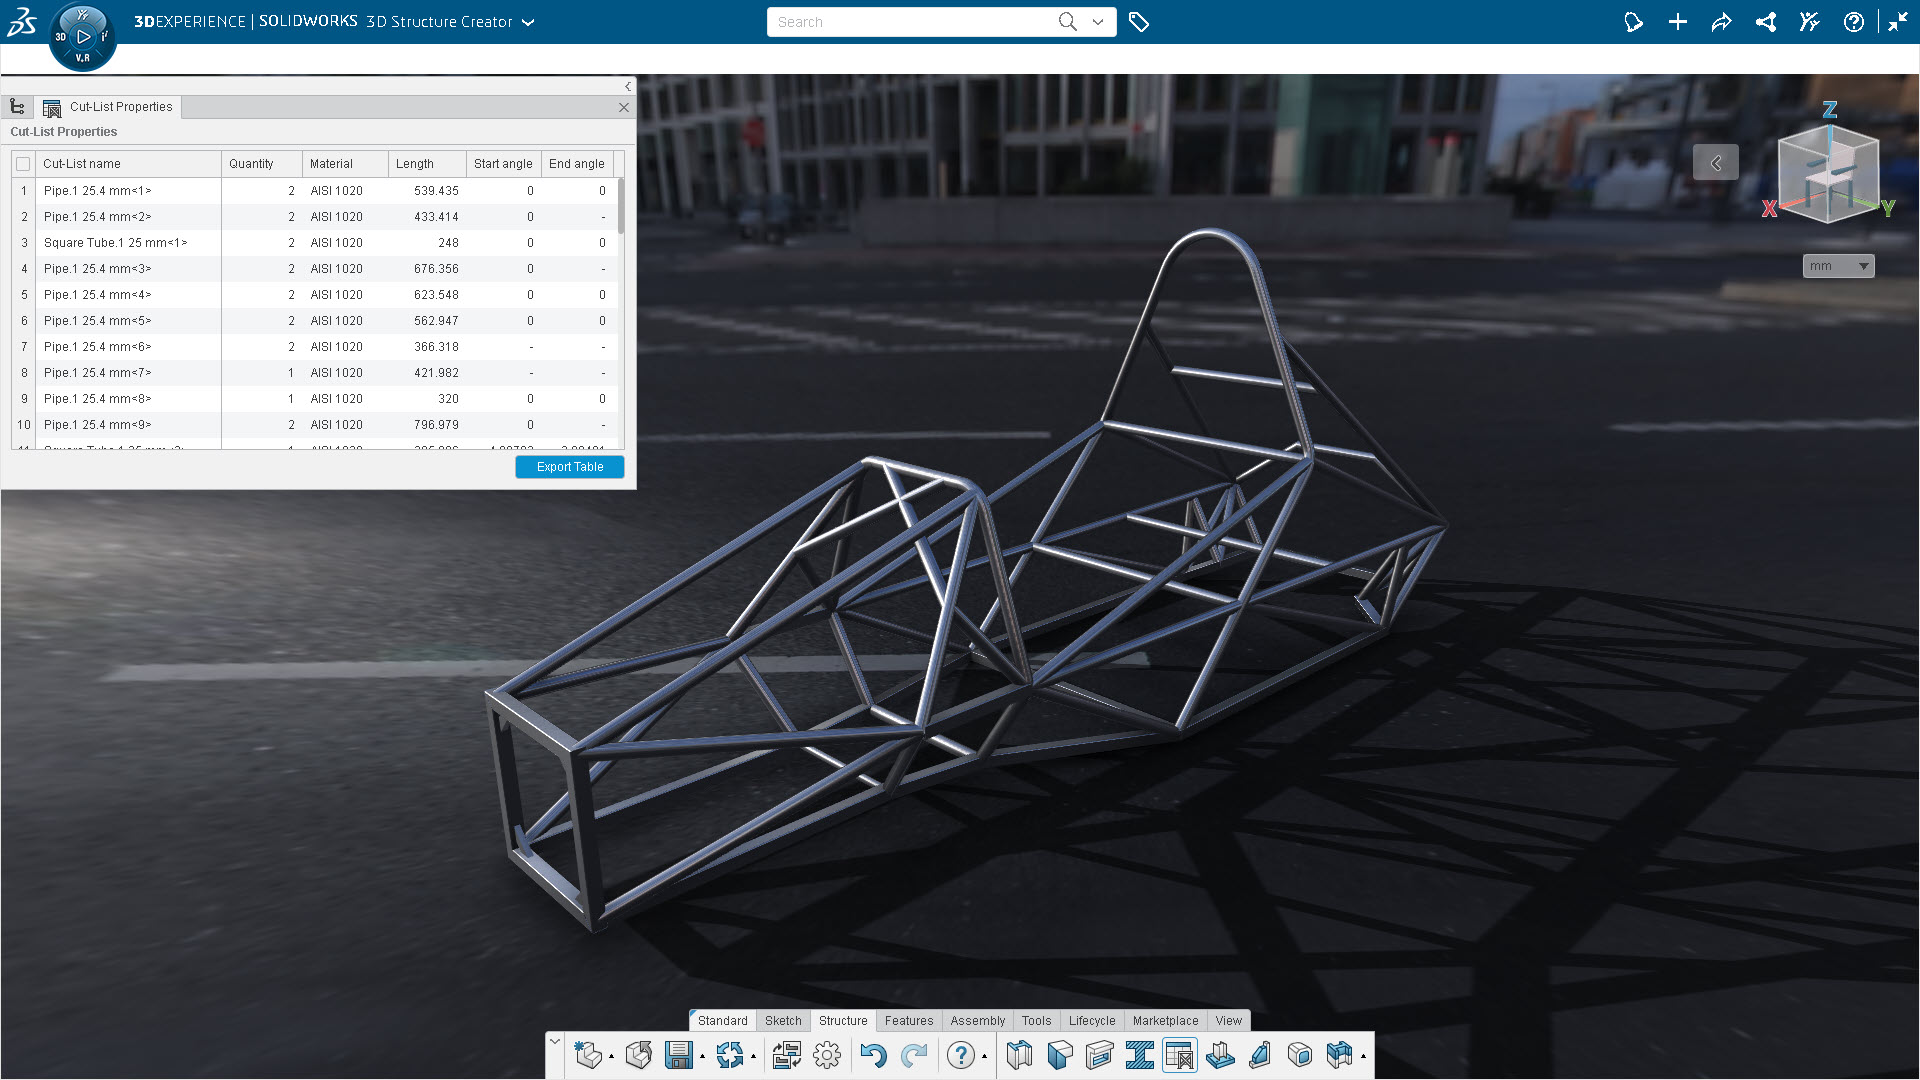 3DEXPERIENCE | SOLIDWORKS 3D Structure Creator
Search
3D
V.R
Cut-List Properties
Cut-List Properties
Cut-List name Quantity Material Length Start angle End angle
1 Pipe.1 25.4 mm<1> 2 AISI 1020 539.435 0 0
2 Pipe.1 25.4 mm<2> 2 AISI 1020 433.414 0 -
3 Square Tube.1 25 mm<1> 2 AISI 1020 248 0 0
4 Pipe.1 25.4 mm<3> 2 AISI 1020 676.356 0 -
5 Pipe.1 25.4 mm<4> 2 AISI 1020 623.548 0 0
6 Pipe.1 25.4 mm<5> 2 AISI 1020 562.947 0 0
7 Pipe.1 25.4 mm<6> 2 AISI 1020 366.318 - -
8 Pipe.1 25.4 mm<7> 1 AISI 1020 421.982 - -
9 Pipe.1 25.4 mm<8> 1 AISI 1020 320 0 0
10 Pipe.1 25.4 mm<9> 2 AISI 1020 796.979 0 -
Export Table
Z
X
Y
mm
Standard Sketch Structure Features Assembly Tools Lifecycle Marketplace View